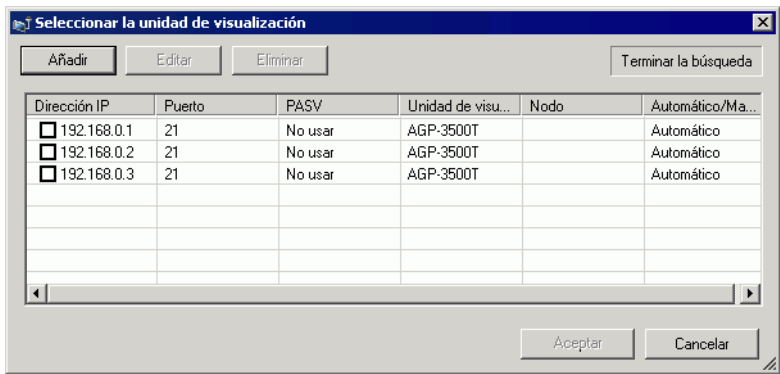 Seleccionar la unidad de visualización
Añadir Editar Eliminar Terminar la búsqueda
Dirección IP Puerto PASV Unidad de visu... Nodo Automático/Ma...
192.168.0.1 21 No usar AGP-3500T Automático
192.168.0.2 21 No usar AGP-3500T Automático
192.168.0.3 21 No usar AGP-3500T Automático
Aceptar Cancelar